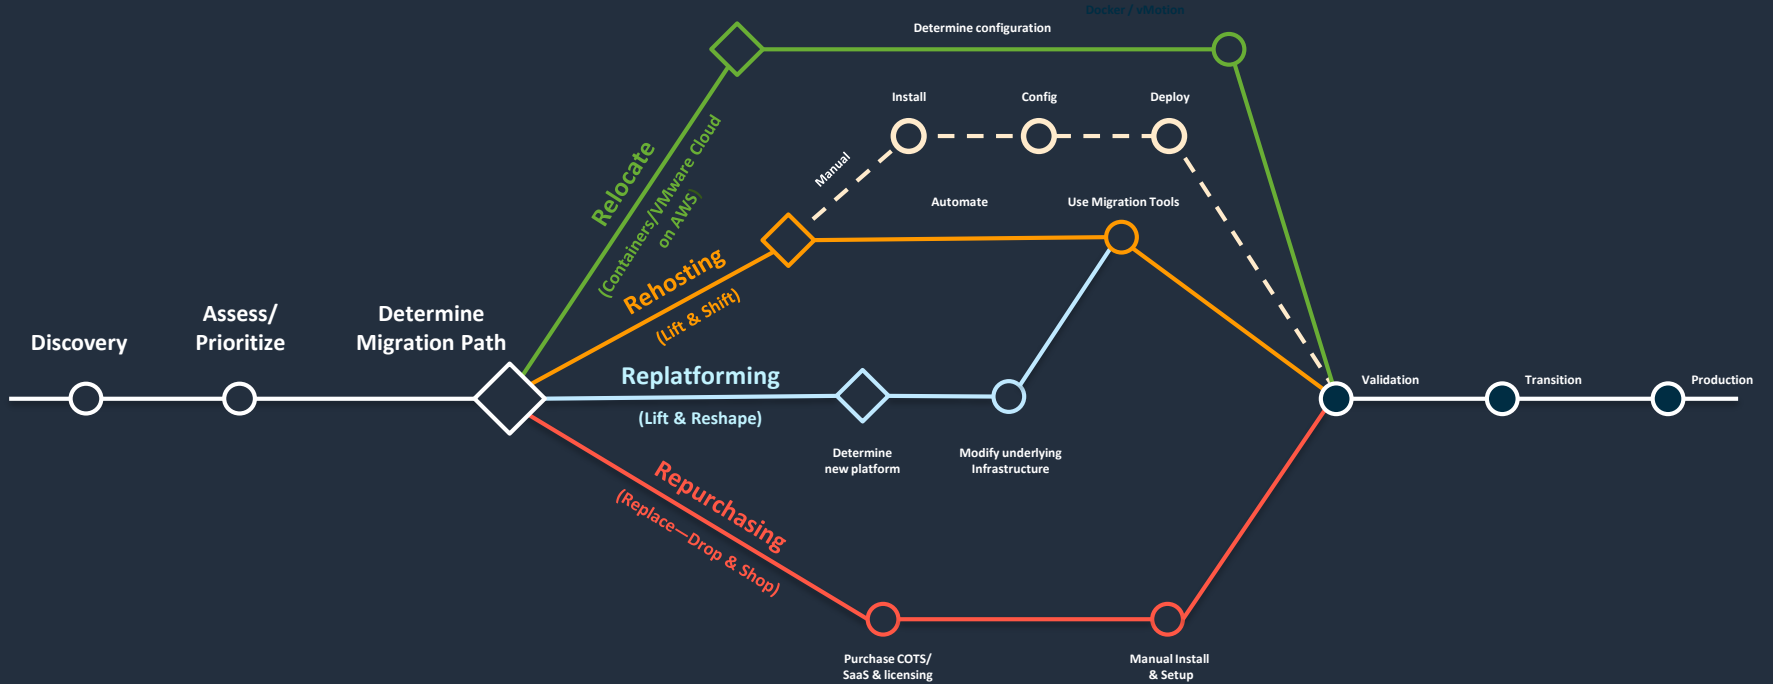 Docker / vMotion
Determine configuration
Install
Config
Deploy
Manual
Relocate
(Containers/VMware Cloud
on AWS)
Automate
Use Migration Tools
Rehosting
(Lift & Shift)
Discovery
Assess/
Prioritize
Determine
Migration Path
Replatforming
(Lift & Reshape)
Validation
Transition
Production
Determine
new platform
Modify underlying
Infrastructure
Repurchasing
(Replace—Drop & Shop)
Purchase COTS/
SaaS & licensing
Manual Install
& Setup